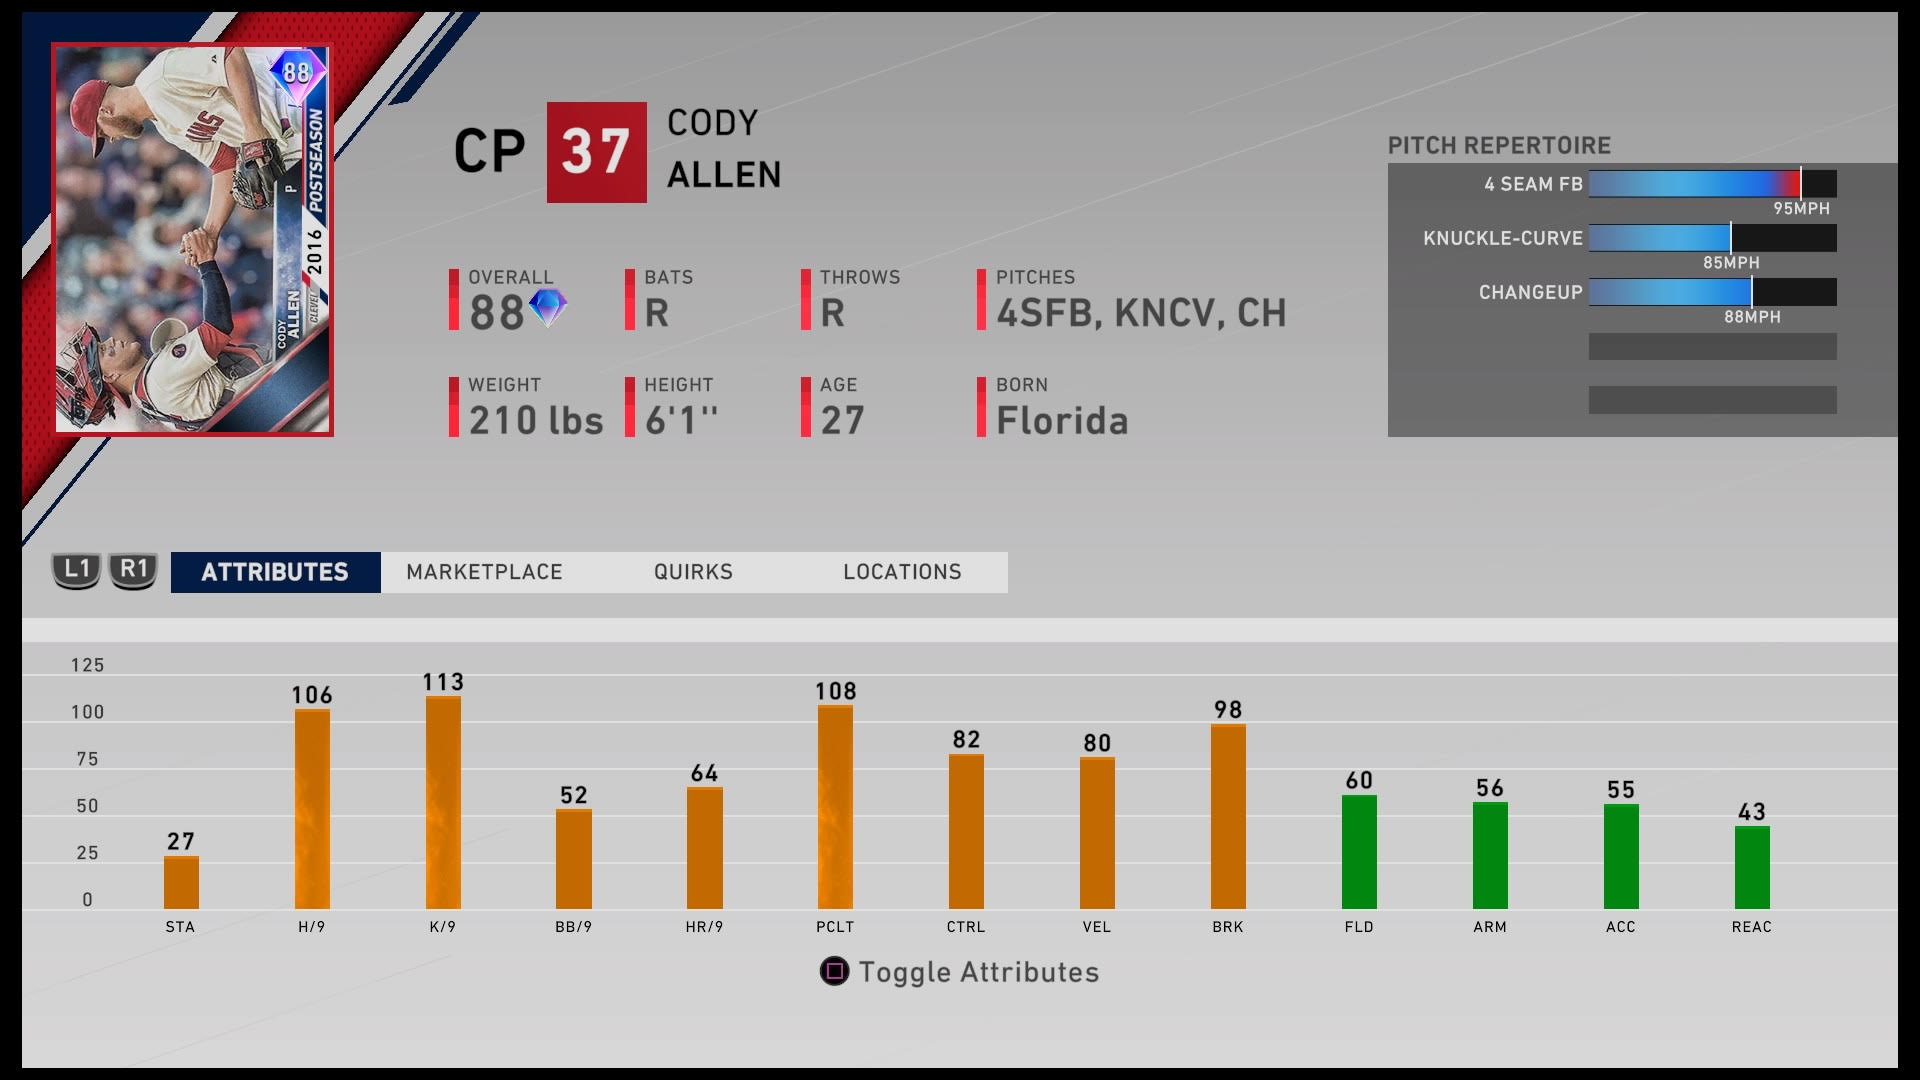 88
2016 POSTSEASON
P
CODY
ALLEN
CP
37
CODY
ALLEN
OVERALL
88
BATS
R
THROWS
R
PITCHES
4SFB, KNCV, CH
WEIGHT
210 lbs
HEIGHT
6'1''
AGE
27
BORN
Florida
PITCH REPERTOIRE
4 SEAM FB
95MPH
KNUCKLE-CURVE
85MPH
CHANGEUP
88MPH
L1 R1 ATTRIBUTES MARKETPLACE QUIRKS LOCATIONS
125
100
75
50
25
0
27 106 113 52 64 108 82 80 98 60 56 55 43
STA H/9 K/9 BB/9 HR/9 PCLT CTRL VEL BRK FLD ARM ACC REAC
Toggle Attributes